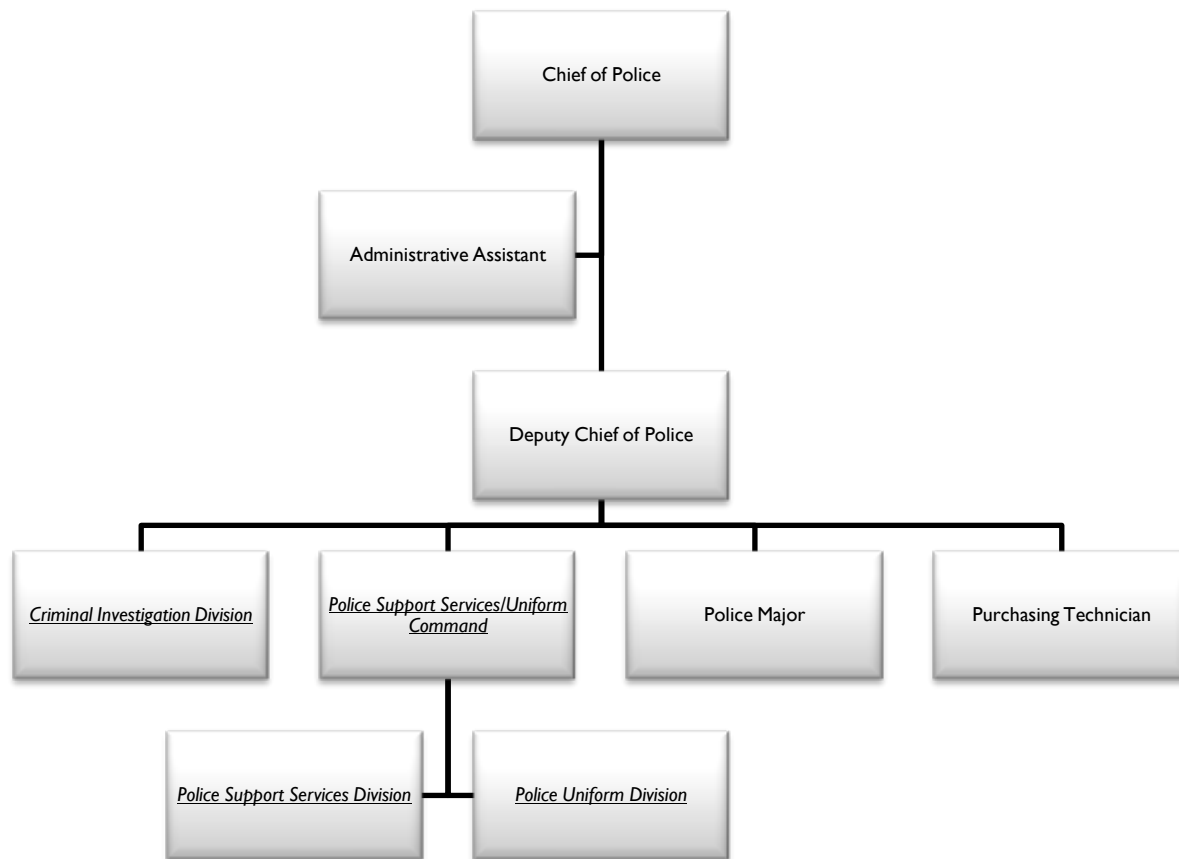 Chief of Police
Administrative Assistant
Deputy Chief of Police
Criminal Investigation Division
Police Support Services/Uniform
Command
Police Major
Purchasing Technician
Police Support Services Division
Police Uniform Division